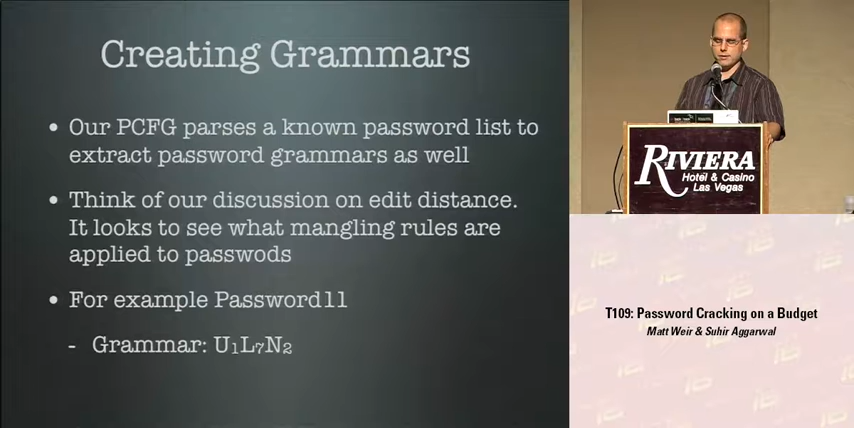 Creating Grammars
• Our PCFG parses a known password list to
extract password grammars as well
• Think of our discussion on edit distance.
It looks to see what mangling rules are
applied to passwods
• For example Password11
- Grammar: U₁L₇N₂
RIVIERA
Hotel & Casino
Las Vegas
T109: Password Cracking on a Budget
Matt Weir & Suhir Aggarwal